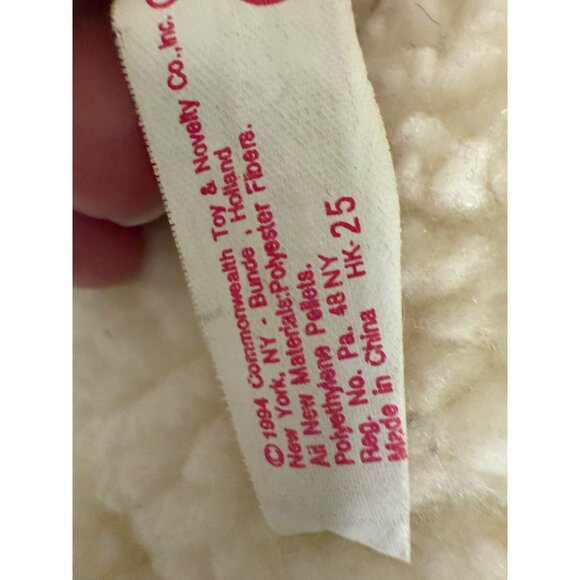 © 1994 Commonwealth Toy & Novelty Co.,Inc.
New York, NY - Bunde , Holland
All New Materials:Polyester Fibers.
Polyethylene Pellets.
Reg. No. Pa. 48 NY
Made in China HK-25